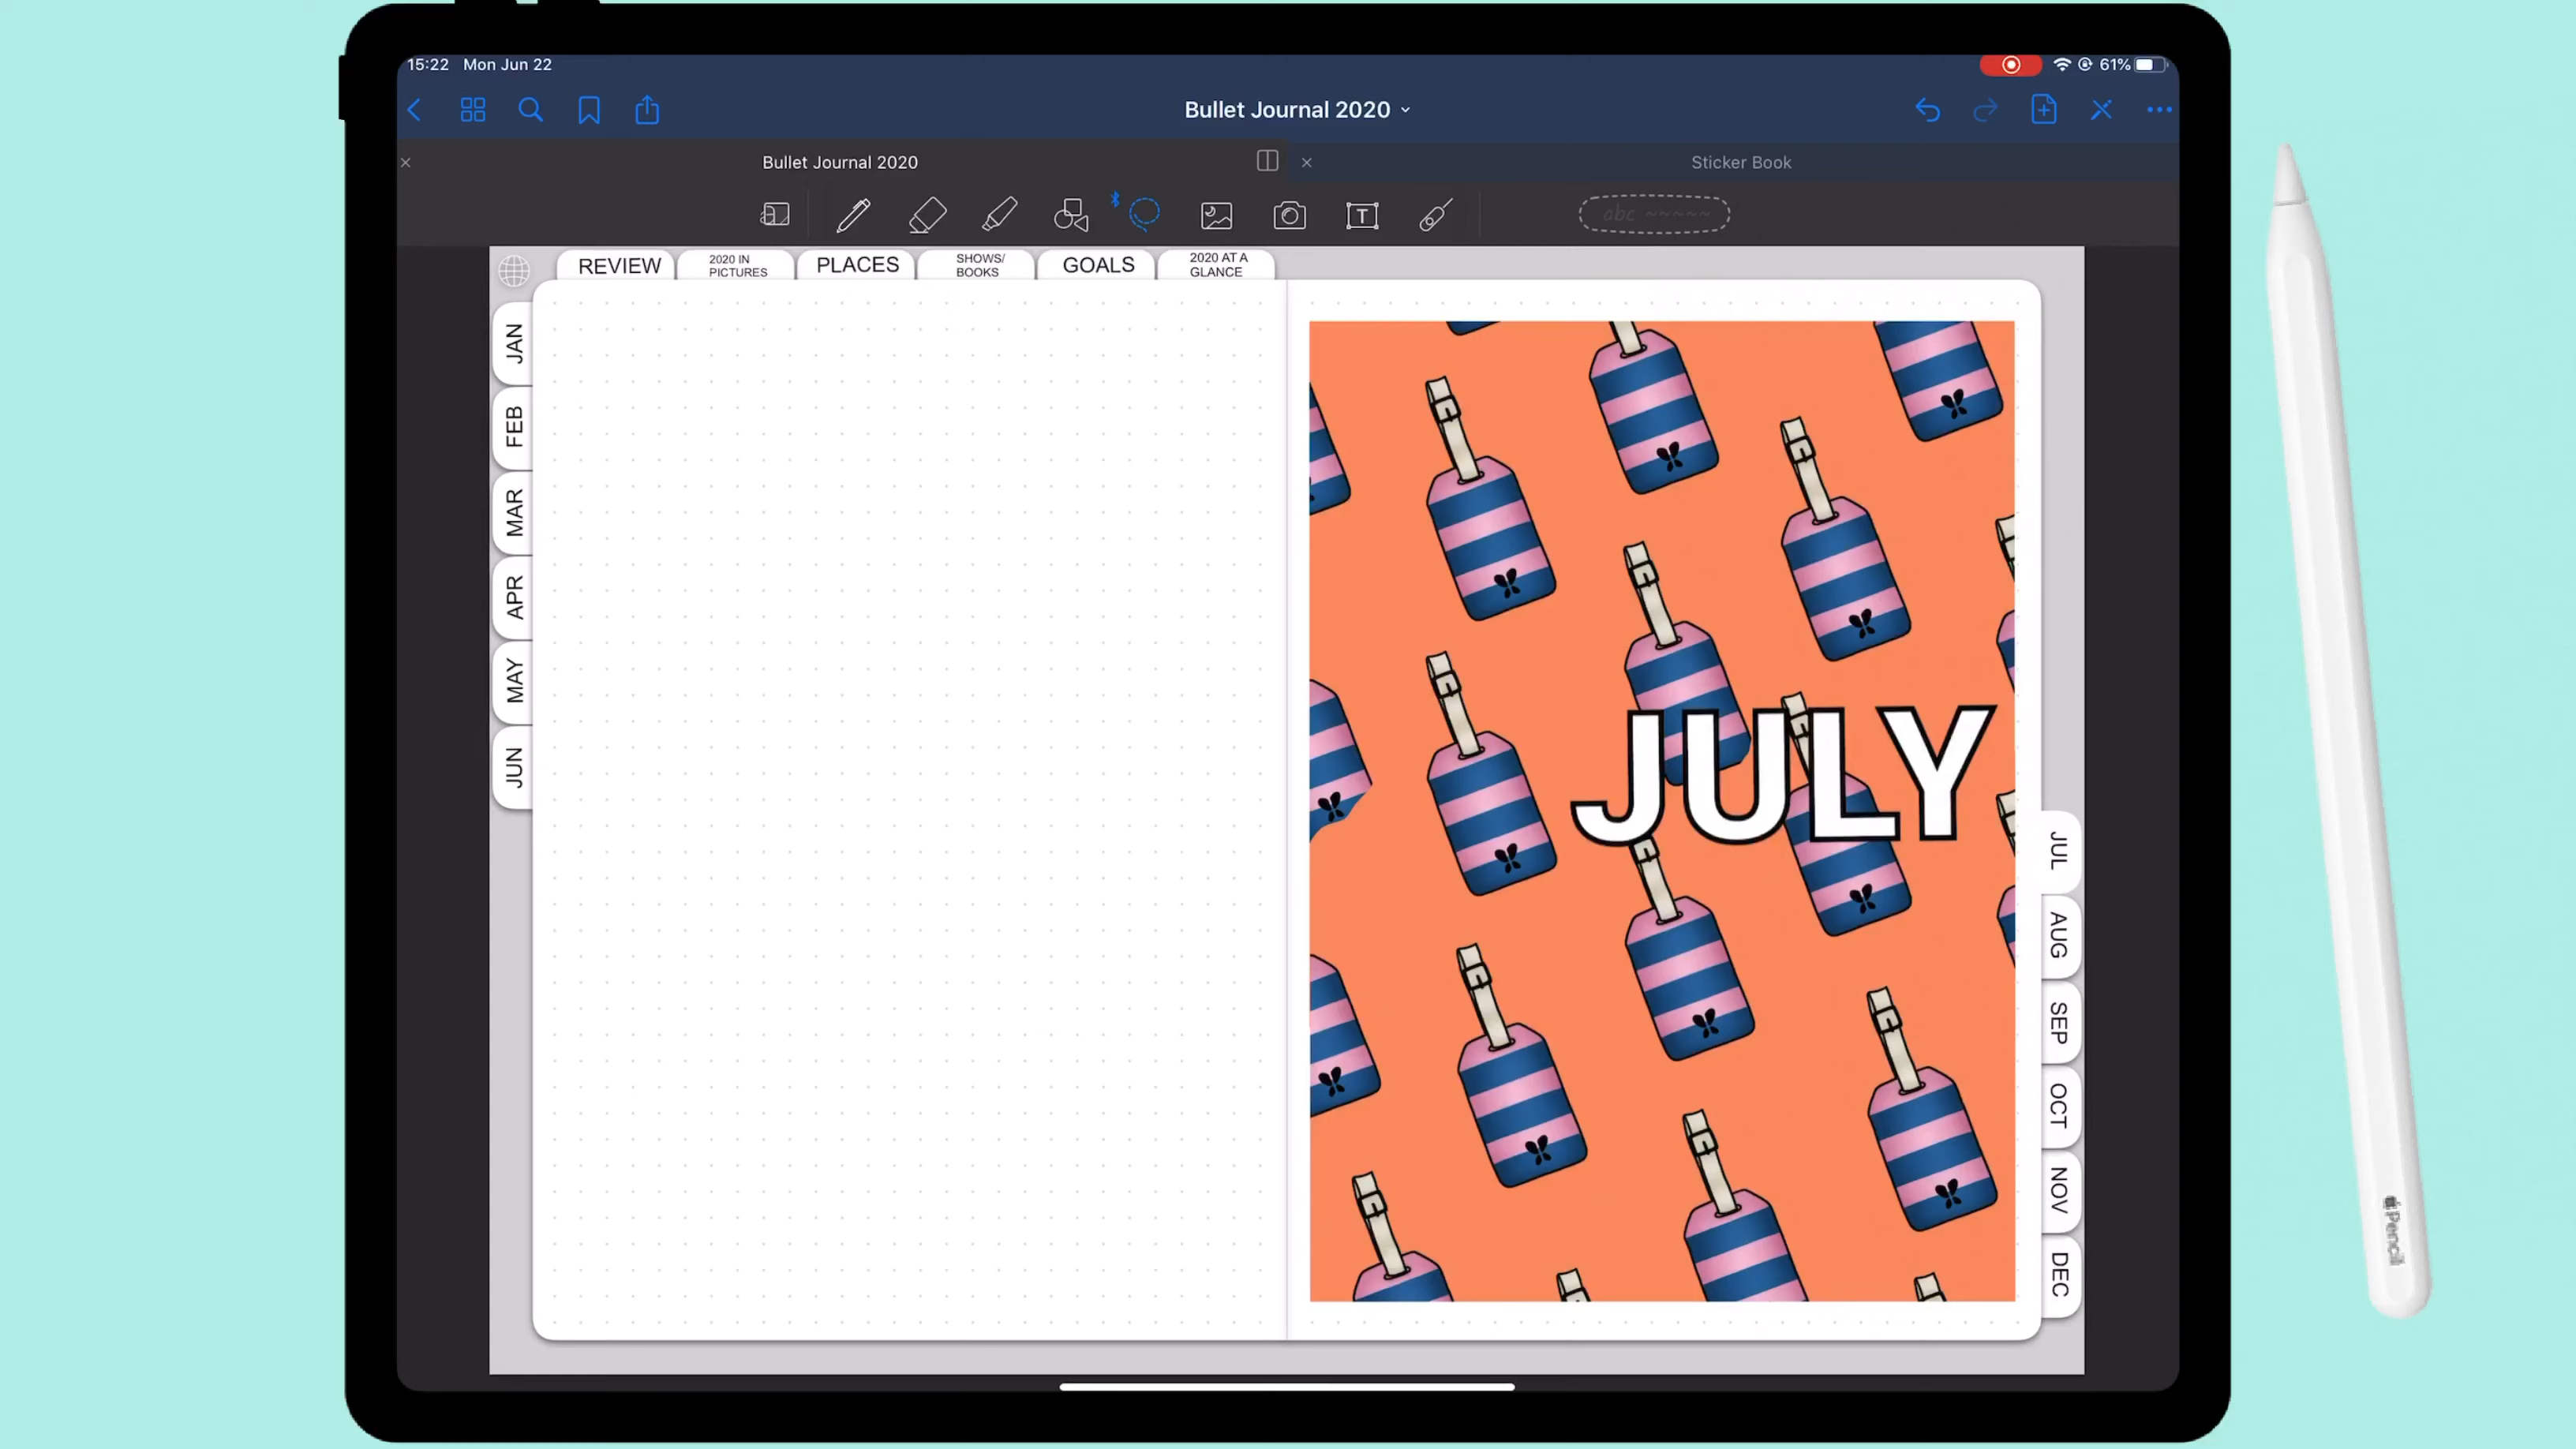 15:22 Mon Jun 22
61%
Bullet Journal 2020
Bullet Journal 2020
Sticker Book
T
abc
REVIEW
2020 IN
PICTURES
PLACES
SHOWS/
BOOKS
GOALS
2020 AT A
GLANCE
JAN
FEB
MAR
APR
MAY
JUN
JULY
JUL
AUG
SEP
OCT
NOV
DEC
Pencil